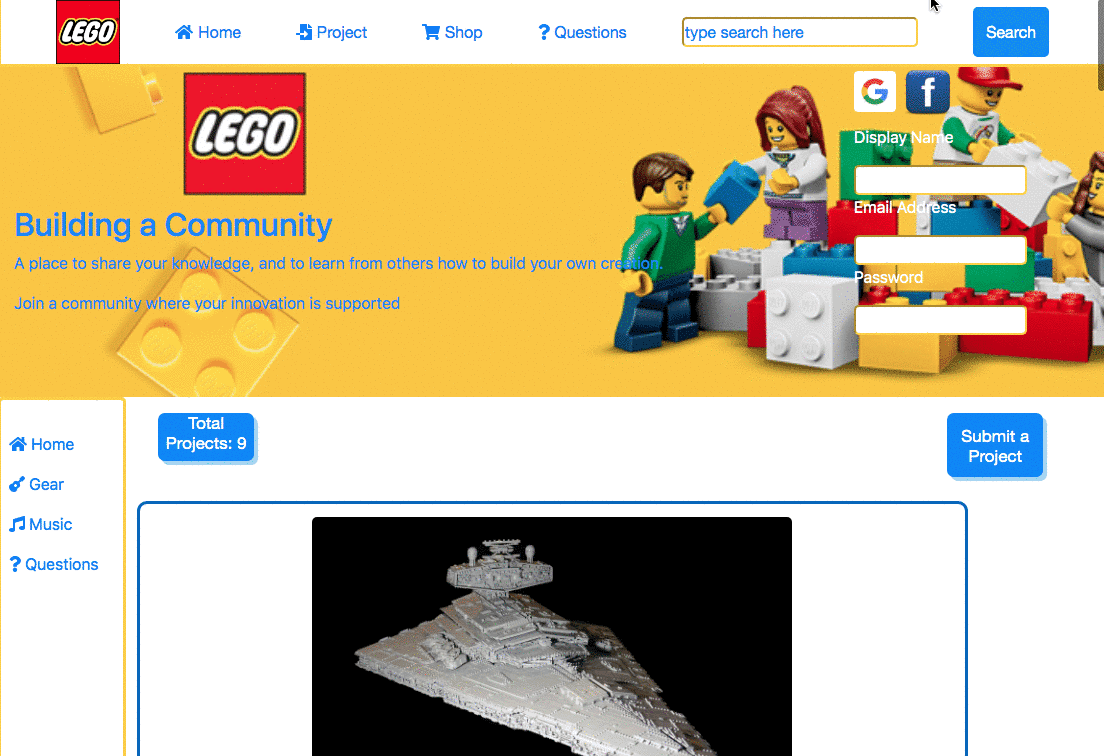 LEGO
Home
Project
Shop
Questions
type search here
Search
LEGO
G
f
Display Name
Building a Community
Email Address
A place to share your knowledge, and to learn from others how to build your own creation.
Password
Join a community where your innovation is supported
Home
Gear
Music
Questions
Total
Projects: 9
Submit a
Project